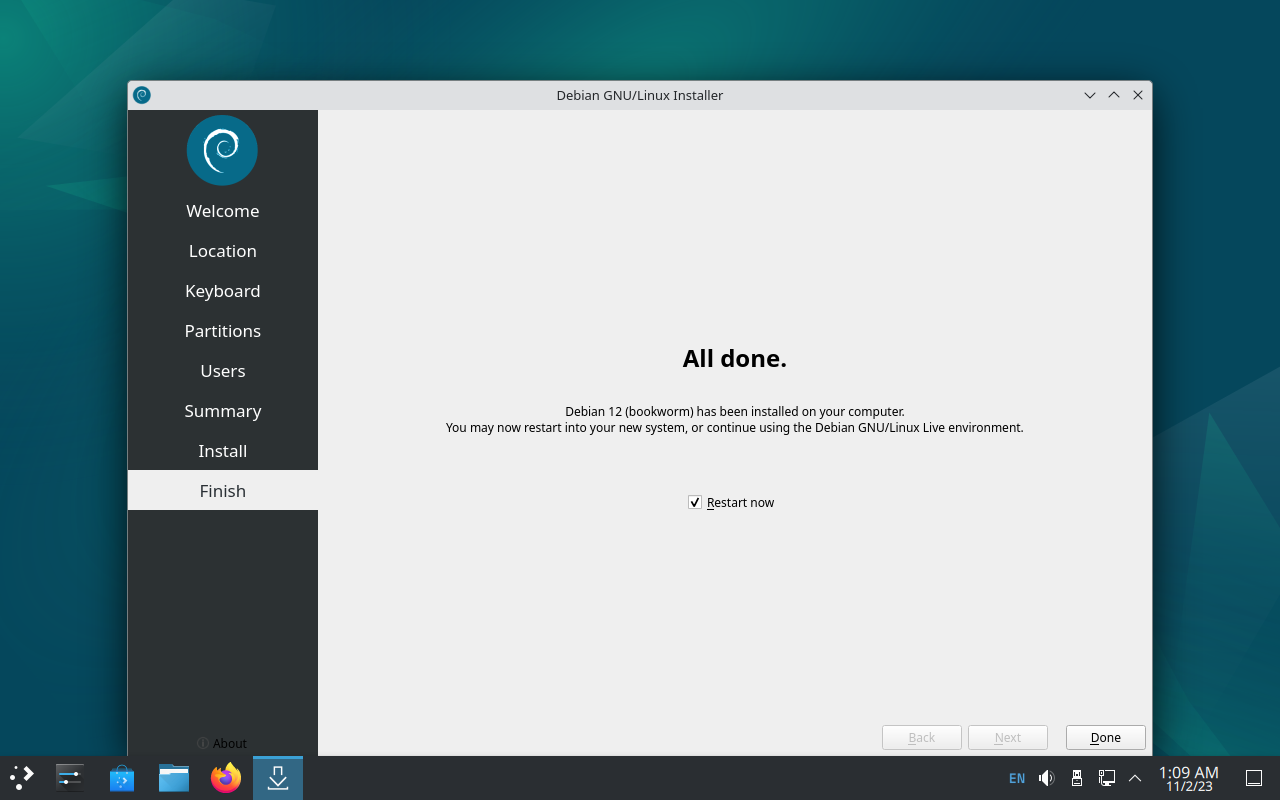 Debian GNU/Linux Installer
Welcome
Location
Keyboard
Partitions
Users
Summary
Install
Finish
All done.
Debian 12 (bookworm) has been installed on your computer.
You may now restart into your new system, or continue using the Debian GNU/Linux Live environment.
Restart now
About
Back
Next
Done
EN
1:09 AM
11/2/23